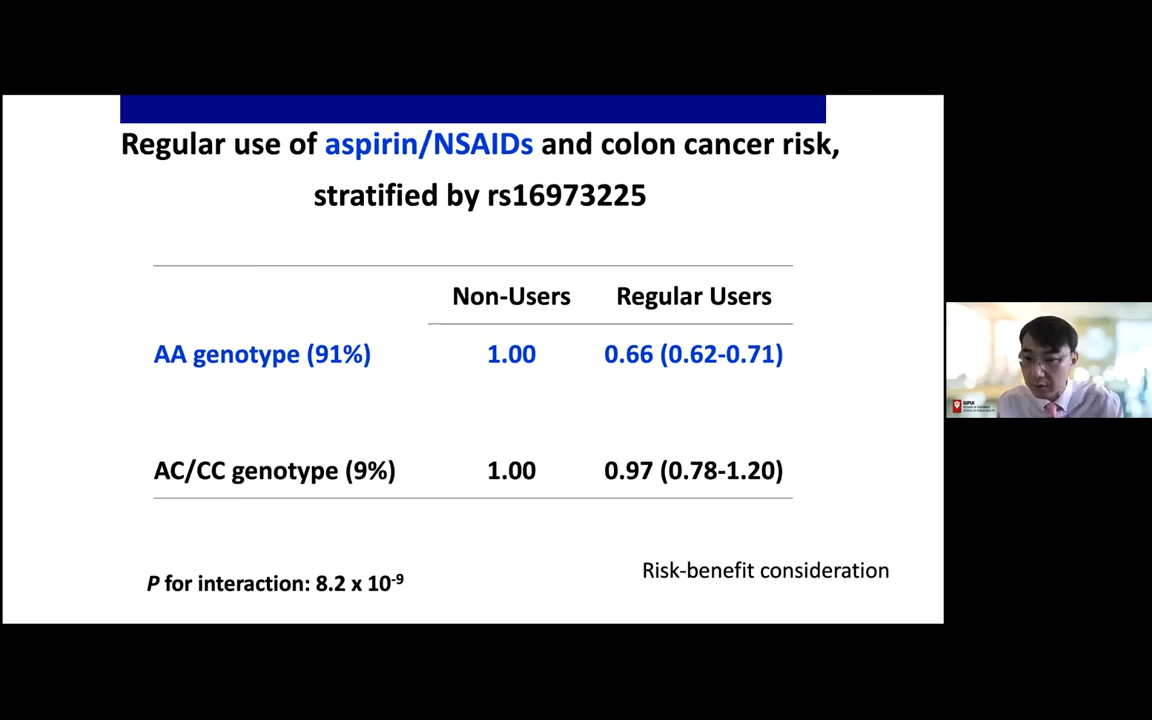 Regular use of aspirin/NSAIDs and colon cancer risk,
stratified by rs16973225
Non-Users Regular Users
AA genotype (91%) 1.00 0.66 (0.62-0.71)
AC/CC genotype (9%) 1.00 0.97 (0.78-1.20)
P for interaction: 8.2 x 10-9
Risk-benefit consideration
IUPUI